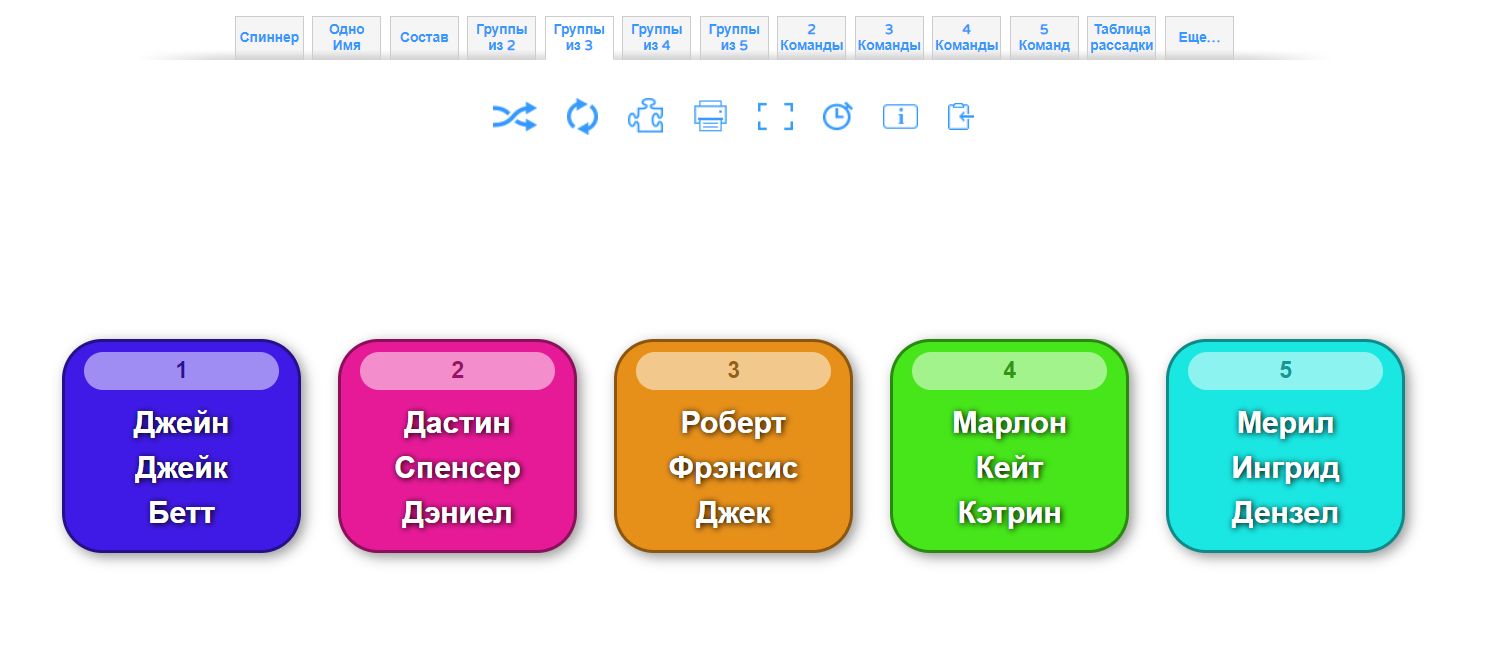 Спиннер
Одно
Имя
Состав
Группы
из 2
Группы
из 3
Группы
из 4
Группы
из 5
2
Команды
3
Команды
4
Команды
5
Команд
Таблица
рассадки
Еще...
i
1
Джейн
Джейк
Бетт
2
Дастин
Спенсер
Дэниел
3
Роберт
Фрэнсис
Джек
4
Марлон
Кейт
Кэтрин
5
Мерил
Ингрид
Дензел